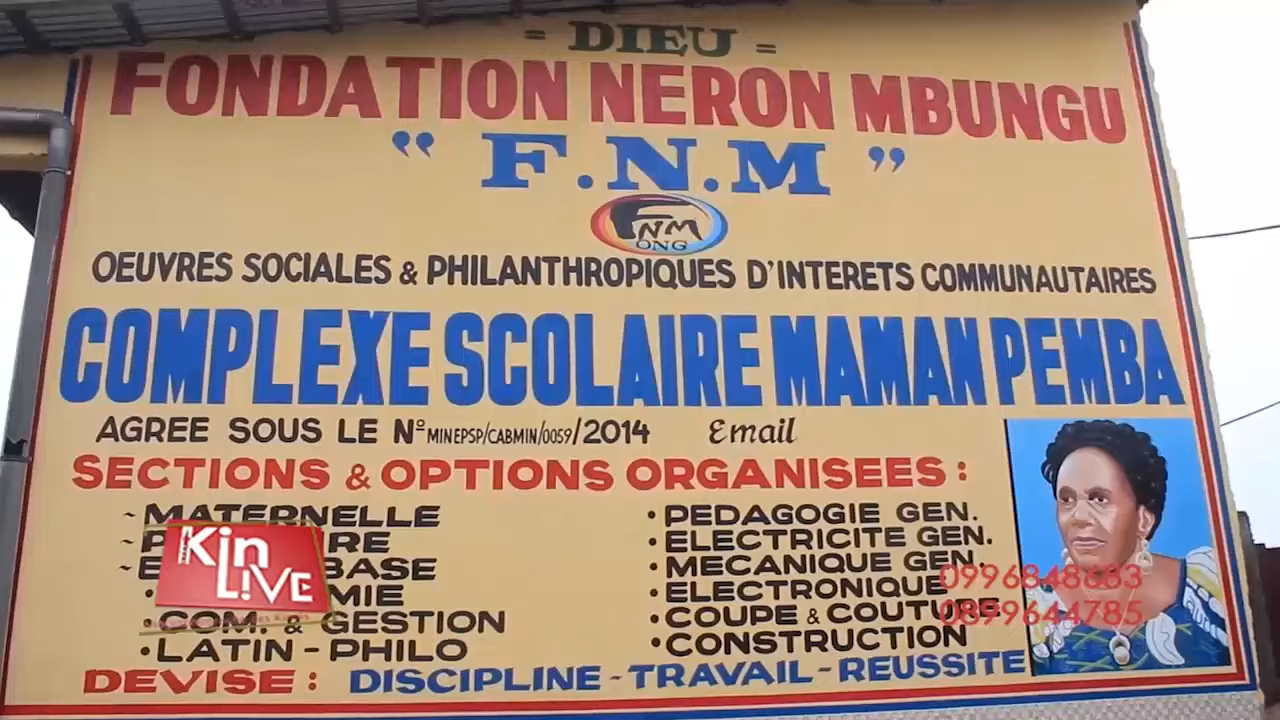 = DIEU =
FONDATION NERON MBUNGU
" F.N.M "
FNM
ONG
OEUVRES SOCIALES & PHILANTHROPIQUES D'INTERETS COMMUNAUTAIRES
COMPLEXE SCOLAIRE MAMAN PEMBA
AGREE SOUS LE Nº MINEPSP/CABMIN/0059/2014 Email
SECTIONS & OPTIONS ORGANISEES :
~ MATERNELLE
BASE
• COM. & GESTION
• LATIN - PHILO
• PEDAGOGIE GEN.
• ELECTRICITE GEN.
• MECANIQUE GEN.
• ELECTRONIQUE
• COUPE & COUTURE
• CONSTRUCTION
DEVISE : DISCIPLINE - TRAVAIL - REUSSITE
Kin
LIVE
0996848683
0899644785